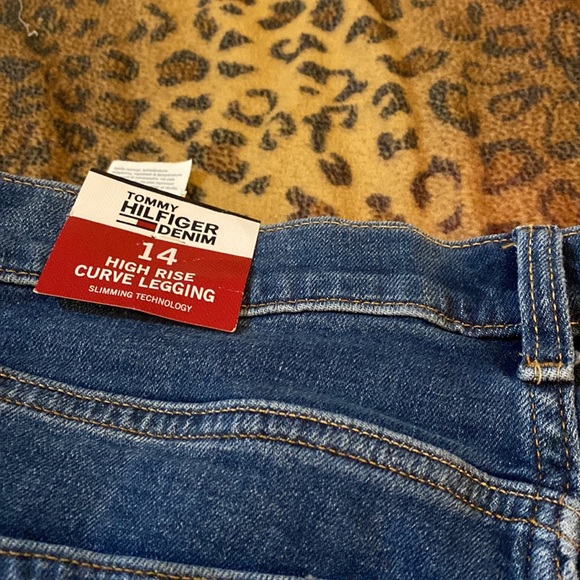 TOMMY
HILFIGER
DENIM
14
HIGH RISE
CURVE LEGGING
SLIMMING TECHNOLOGY